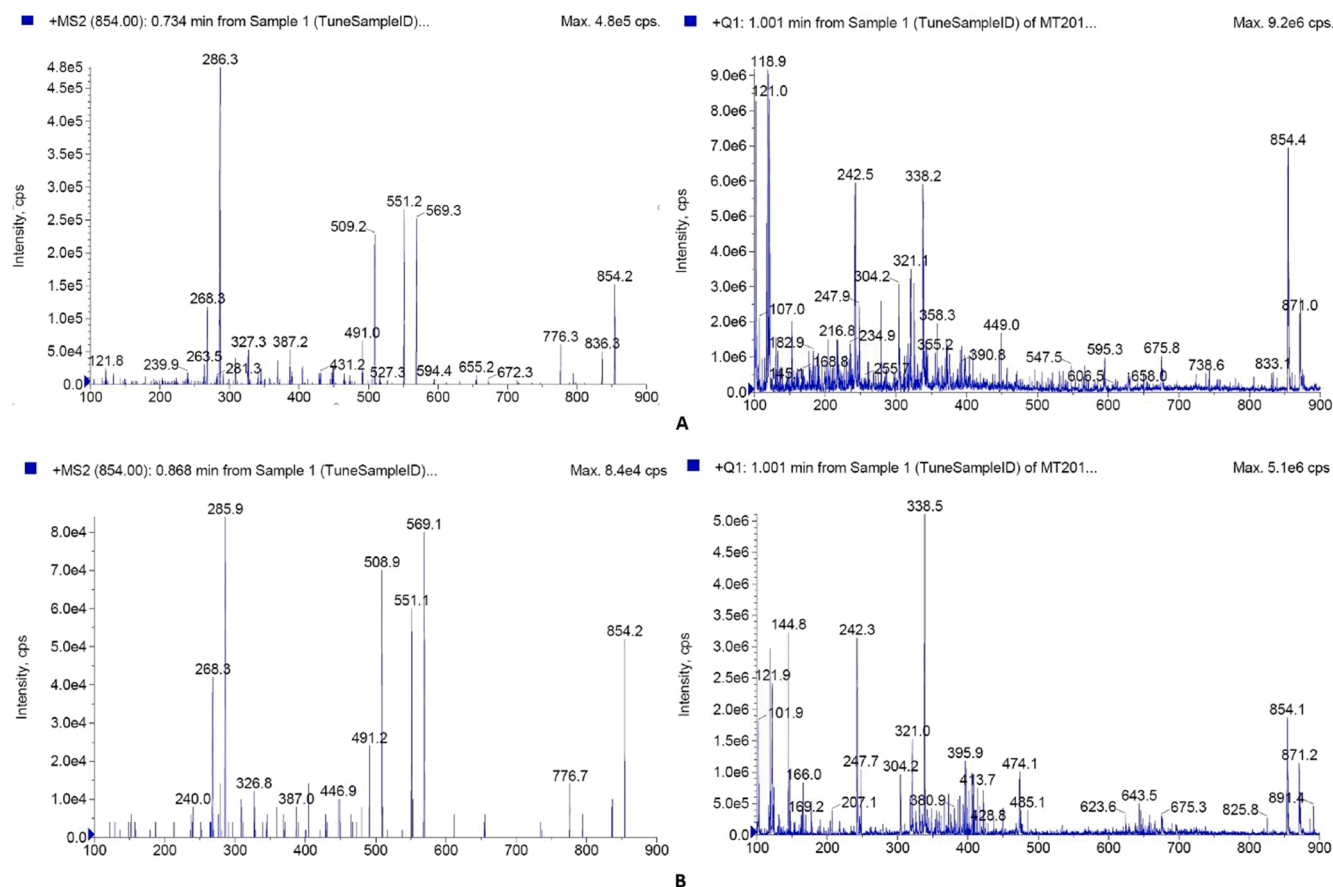 +MS2 (854.00): 0.734 min from Sample 1 (TuneSampleID)... Max. 4.8e5 cps.
Intensity, cps
4.8e5
4.5e5
4.0e5
3.5e5
3.0e5
2.5e5
2.0e5
1.5e5
1.0e5
5.0e4
0.0
286.3
551.2
569.3
509.2
854.2
268.3
491.0
776.3
836.3
327.3
387.2
121.8
239.9
263.5
281.3
431.2
527.3
594.4
655.2
672.3
100 200 300 400 500 600 700 800 900
+Q1: 1.001 min from Sample 1 (TuneSampleID) of MT201... Max. 9.2e6 cps.
Intensity, cps
9.0e6
8.0e6
7.0e6
6.0e6
5.0e6
4.0e6
3.0e6
2.0e6
1.0e6
0.0
118.9
121.0
854.4
242.5
338.2
304.2
321.1
247.9
107.0
358.3
871.0
216.8
234.9
449.0
182.9
168.8
355.2
390.8
145.0
255.7
547.5
595.3
606.5
675.8
658.0
738.6
833.1
100 200 300 400 500 600 700 800 900
A
+MS2 (854.00): 0.868 min from Sample 1 (TuneSampleID)... Max. 8.4e4 cps
Intensity, cps
8.0e4
7.0e4
6.0e4
5.0e4
4.0e4
3.0e4
2.0e4
1.0e4
0.0
285.9
569.1
508.9
551.1
854.2
268.3
491.2
776.7
326.8
446.9
240.0
387.0
100 200 300 400 500 600 700 800 900
+Q1: 1.001 min from Sample 1 (TuneSampleID) of MT201... Max. 5.1e6 cps.
Intensity, cps
5.0e6
4.5e6
4.0e6
3.5e6
3.0e6
2.5e6
2.0e6
1.5e6
1.0e6
5.0e5
0.0
338.5
144.8
242.3
121.9
101.9
854.1
321.0
247.7
395.9
871.2
304.2
474.1
166.0
413.7
169.2
207.1
380.9
428.8
485.1
623.6
643.5
675.3
825.8
891.4
100 200 300 400 500 600 700 800 900
B